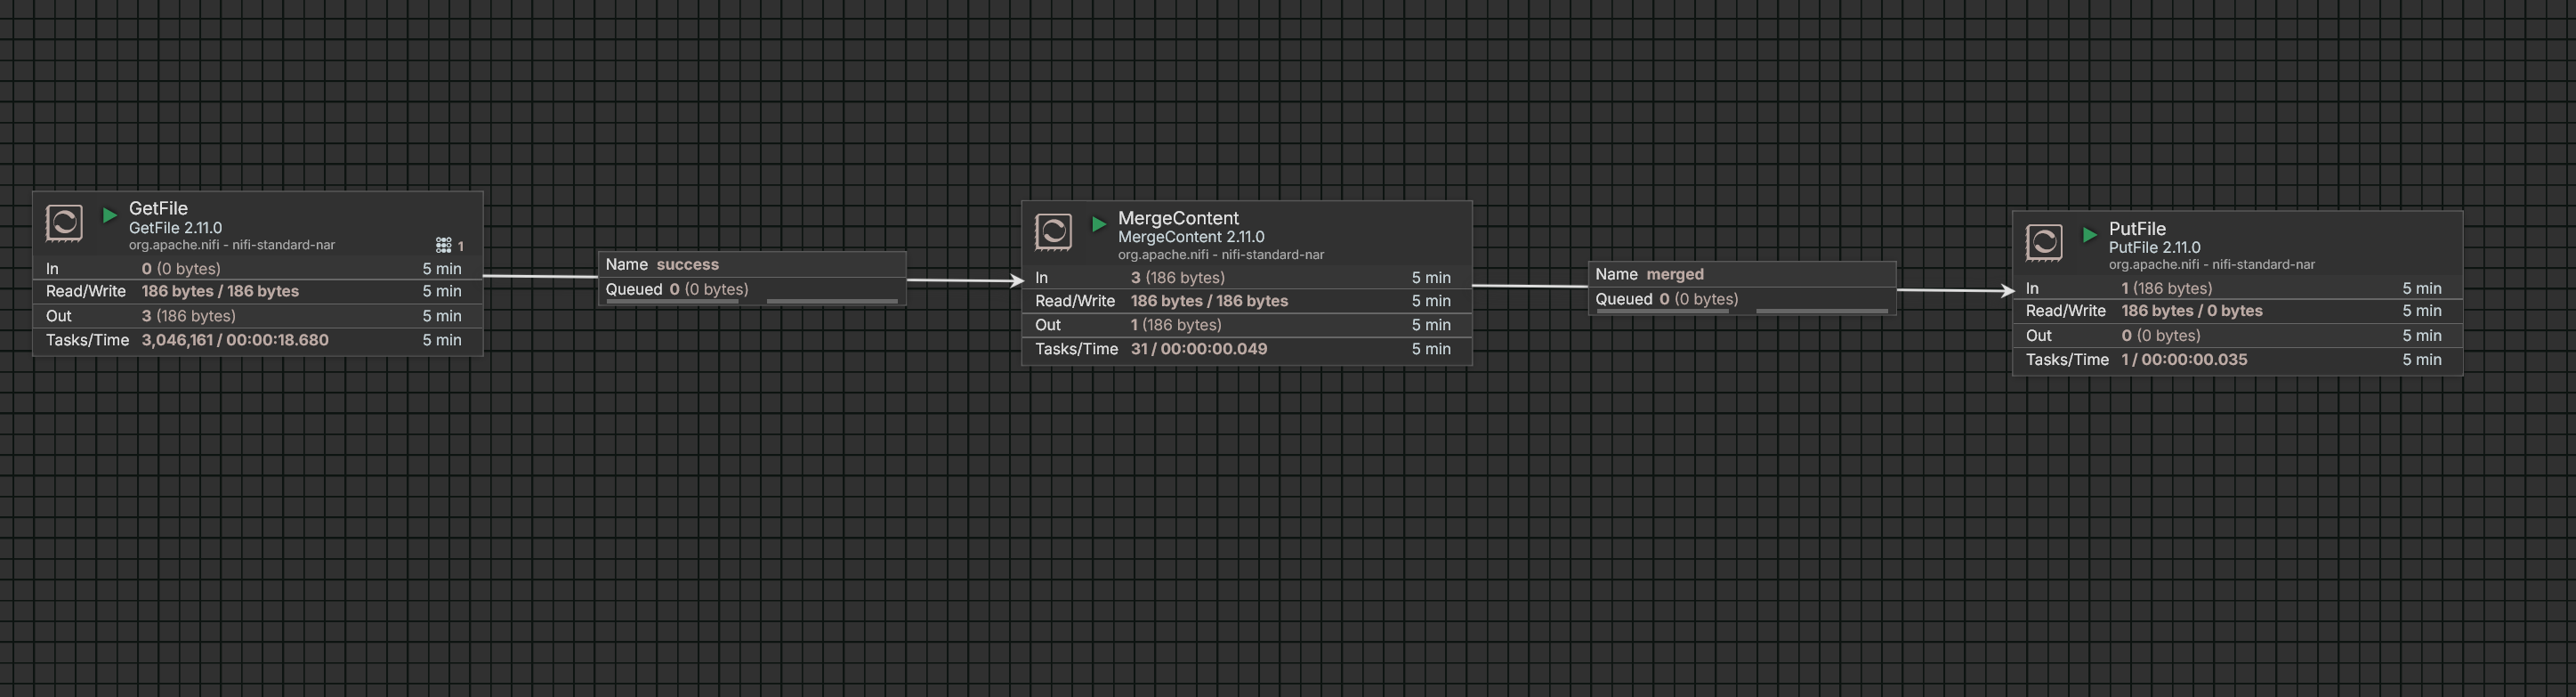 GetFile
GetFile 2.11.0
org.apache.nifi - nifi-standard-nar
1
In 0 (0 bytes) 5 min
Read/Write 186 bytes / 186 bytes 5 min
Out 3 (186 bytes) 5 min
Tasks/Time 3,046,161 / 00:00:18.680 5 min
Name success
Queued 0 (0 bytes)
MergeContent
MergeContent 2.11.0
org.apache.nifi - nifi-standard-nar
In 3 (186 bytes) 5 min
Read/Write 186 bytes / 186 bytes 5 min
Out 1 (186 bytes) 5 min
Tasks/Time 31 / 00:00:00.049 5 min
Name merged
Queued 0 (0 bytes)
PutFile
PutFile 2.11.0
org.apache.nifi - nifi-standard-nar
In 1 (186 bytes) 5 min
Read/Write 186 bytes / 0 bytes 5 min
Out 0 (0 bytes) 5 min
Tasks/Time 1 / 00:00:00.035 5 min